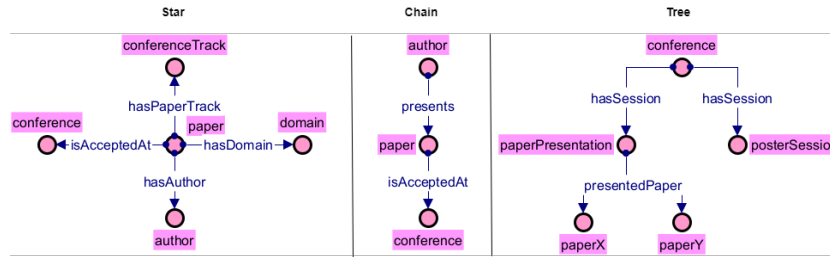 Star
Chain
Tree
conferenceTrack
hasPaperTrack
conference
paper
domain
isAcceptedAt
hasDomain
hasAuthor
author
author
presents
paper
isAcceptedAt
conference
conference
hasSession
hasSession
paperPresentation
posterSessio
presentedPaper
paperX
paperY